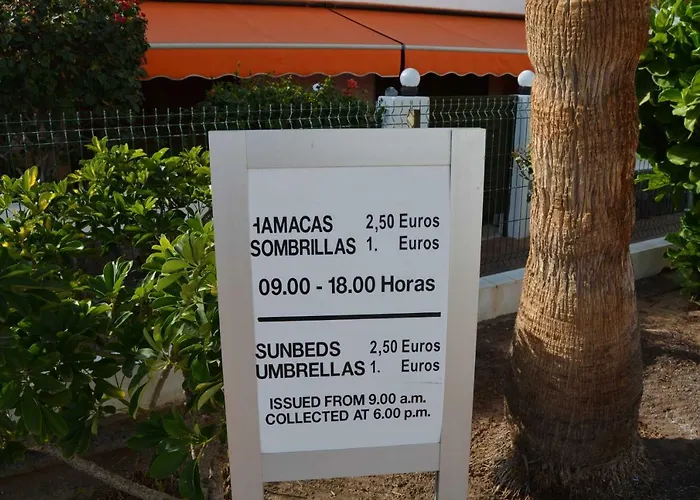 HAMACAS 2,50 Euros
SOMBRILLAS 1. Euros
09.00 - 18.00 Horas
SUNBEDS 2,50 Euros
UMBRELLAS 1. Euros
ISSUED FROM 9.00 a.m.
COLLECTED AT 6.00 p.m.